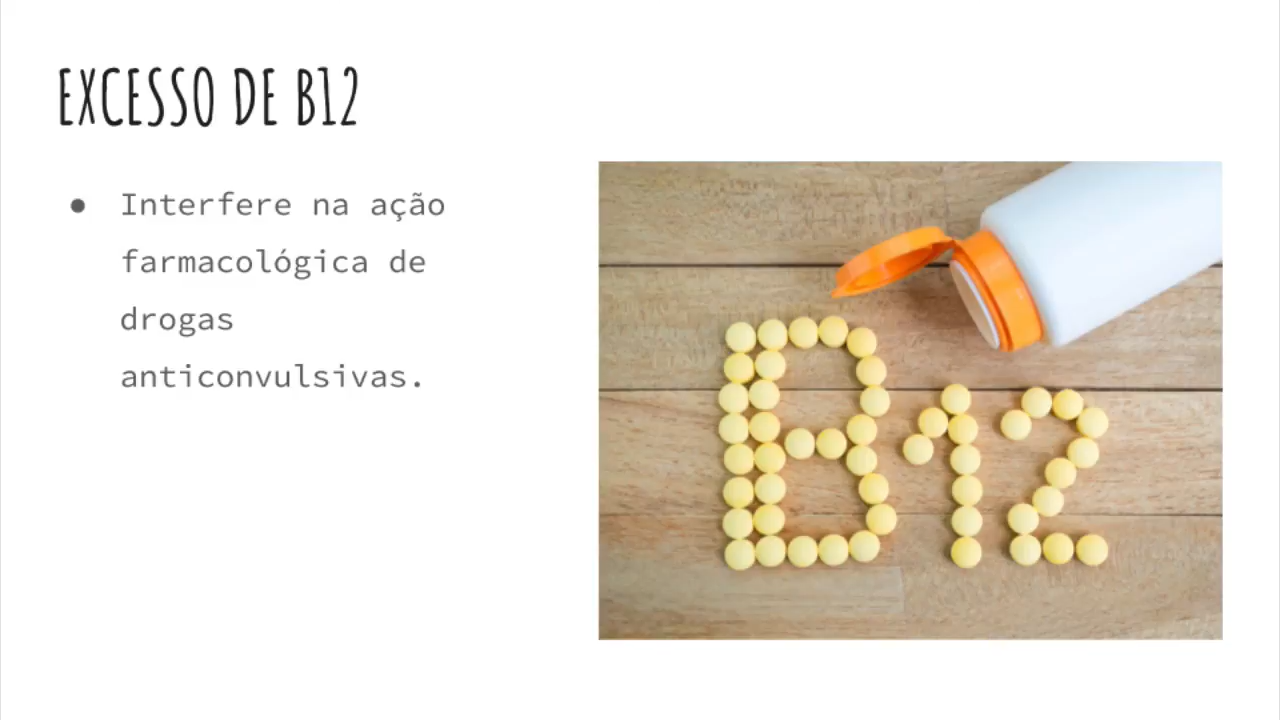 EXCESSO DE B12
● Interfere na ação
farmacológica de
drogas
anticonvulsivas.
B12